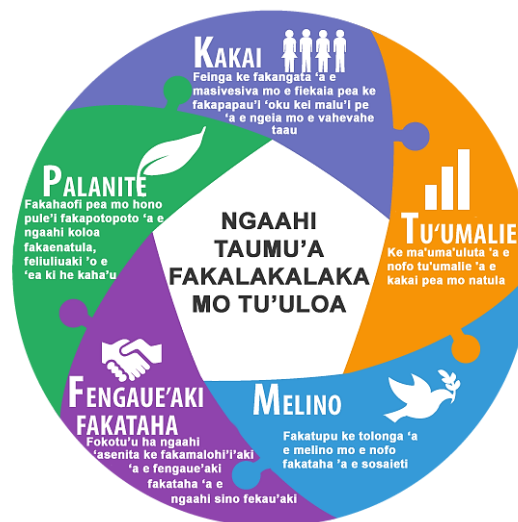 KAKAI
Feinga ke fakangata 'a e
masivesiva mo e fiekaia pea ke
fakapapau'i 'oku kei malu'i pe
'a e ngeia mo e vahevahe
taau
TU'UMALIE
Ke ma'uma'uluta 'a e
nofo tu'umalie 'a e
kakai pea mo natula
MELINO
Fakatupu ke tolonga 'a
e melino mo e nofo
fakataha 'a e sosaieti
FENGAUE'AKI
FAKATAHA
Fokotu'u ha ngaahi
'asenita ke fakamalohi'i'aki
'a e fengaue'aki
fakataha 'a e
ngaahi sino fekau'aki
PALANITE
Fakahaofi pea mo hono
pule'i fakapotopoto 'a e
ngaahi koloa
fakaenatula,
feliuliuaki 'o e
'ea ki he kaha'u
NGAAHI
TAUMU'A
FAKALAKALAKA
MO TU'ULOA